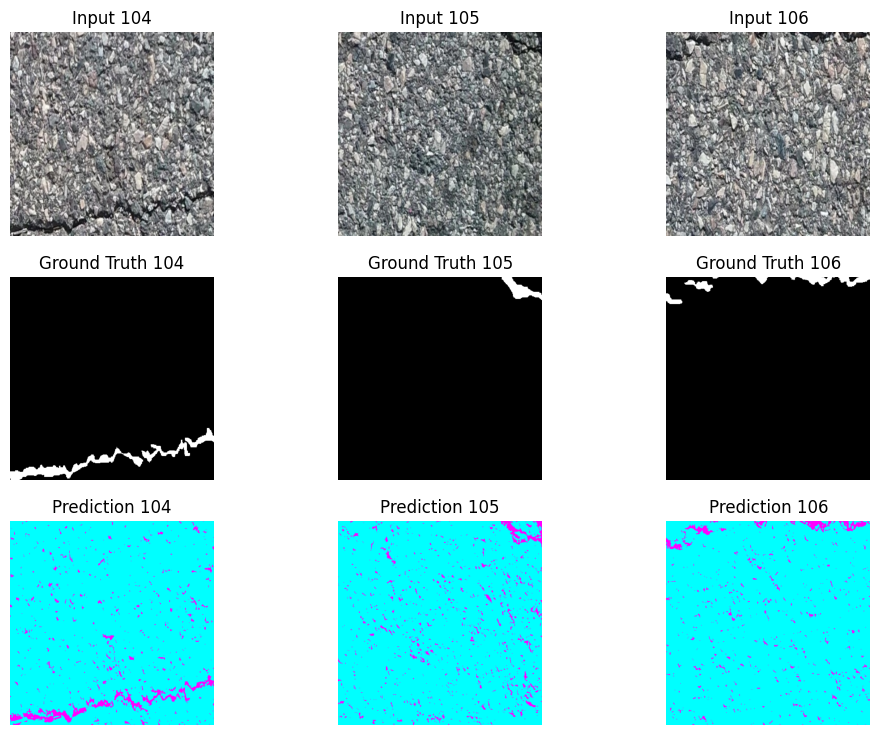 Input 104
Input 105
Input 106
Ground Truth 104
Ground Truth 105
Ground Truth 106
Prediction 104
Prediction 105
Prediction 106